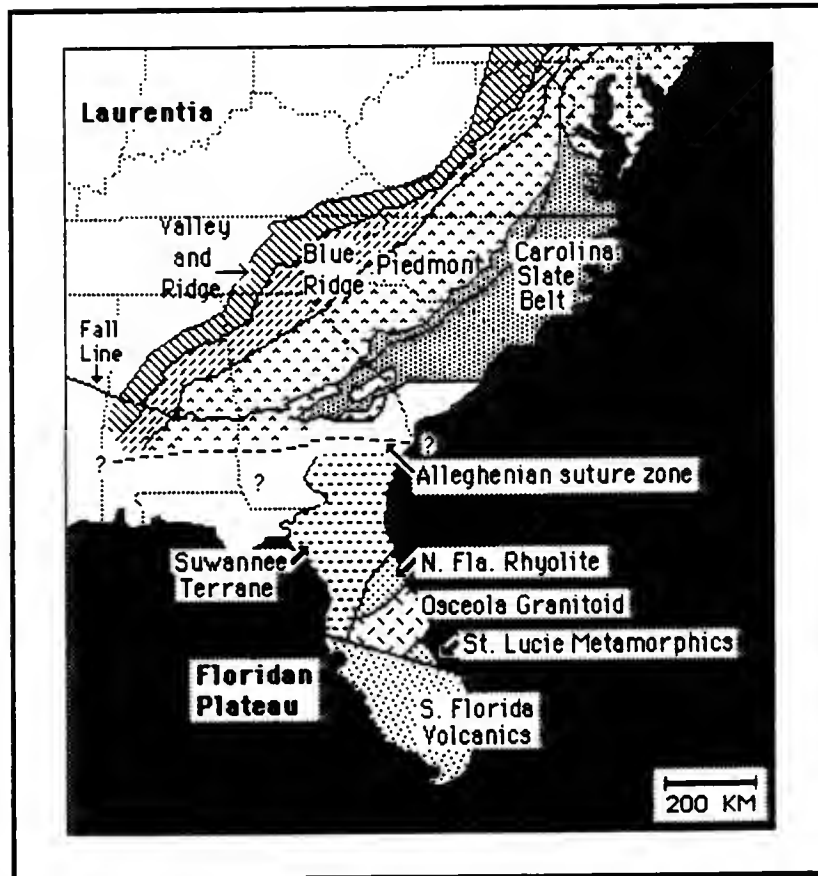 Laurentia
Valley
and
Ridge
Blue
Ridge
Piedmon
Carolina
Slate
Belt
Fall
Line
?
?
?
Alleghenian suture zone
Suwannee
Terrane
N. Fla. Rhyolite
Osceola Granitoid
St. Lucie Metamorphics
Floridan
Plateau
S. Florida
Volcanics
200 KM